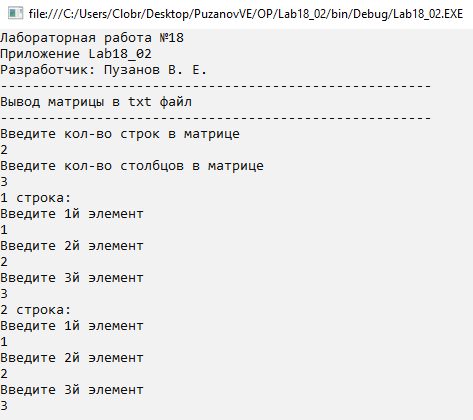 file:///C:/Users/Clobr/Desktop/PuzanovVE/OP/Lab18_02/bin/Debug/Lab18_02.EXE
Лабораторная работа №18
Приложение Lab18_02
Разработчик: Пузанов В. Е.
------------------------------------------------------
Вывод матрицы в txt файл
------------------------------------------------------
Введите кол-во строк в матрице
2
Введите кол-во столбцов в матрице
3
1 строка:
Введите 1й элемент
1
Введите 2й элемент
2
Введите 3й элемент
3
2 строка:
Введите 1й элемент
1
Введите 2й элемент
2
Введите 3й элемент
3